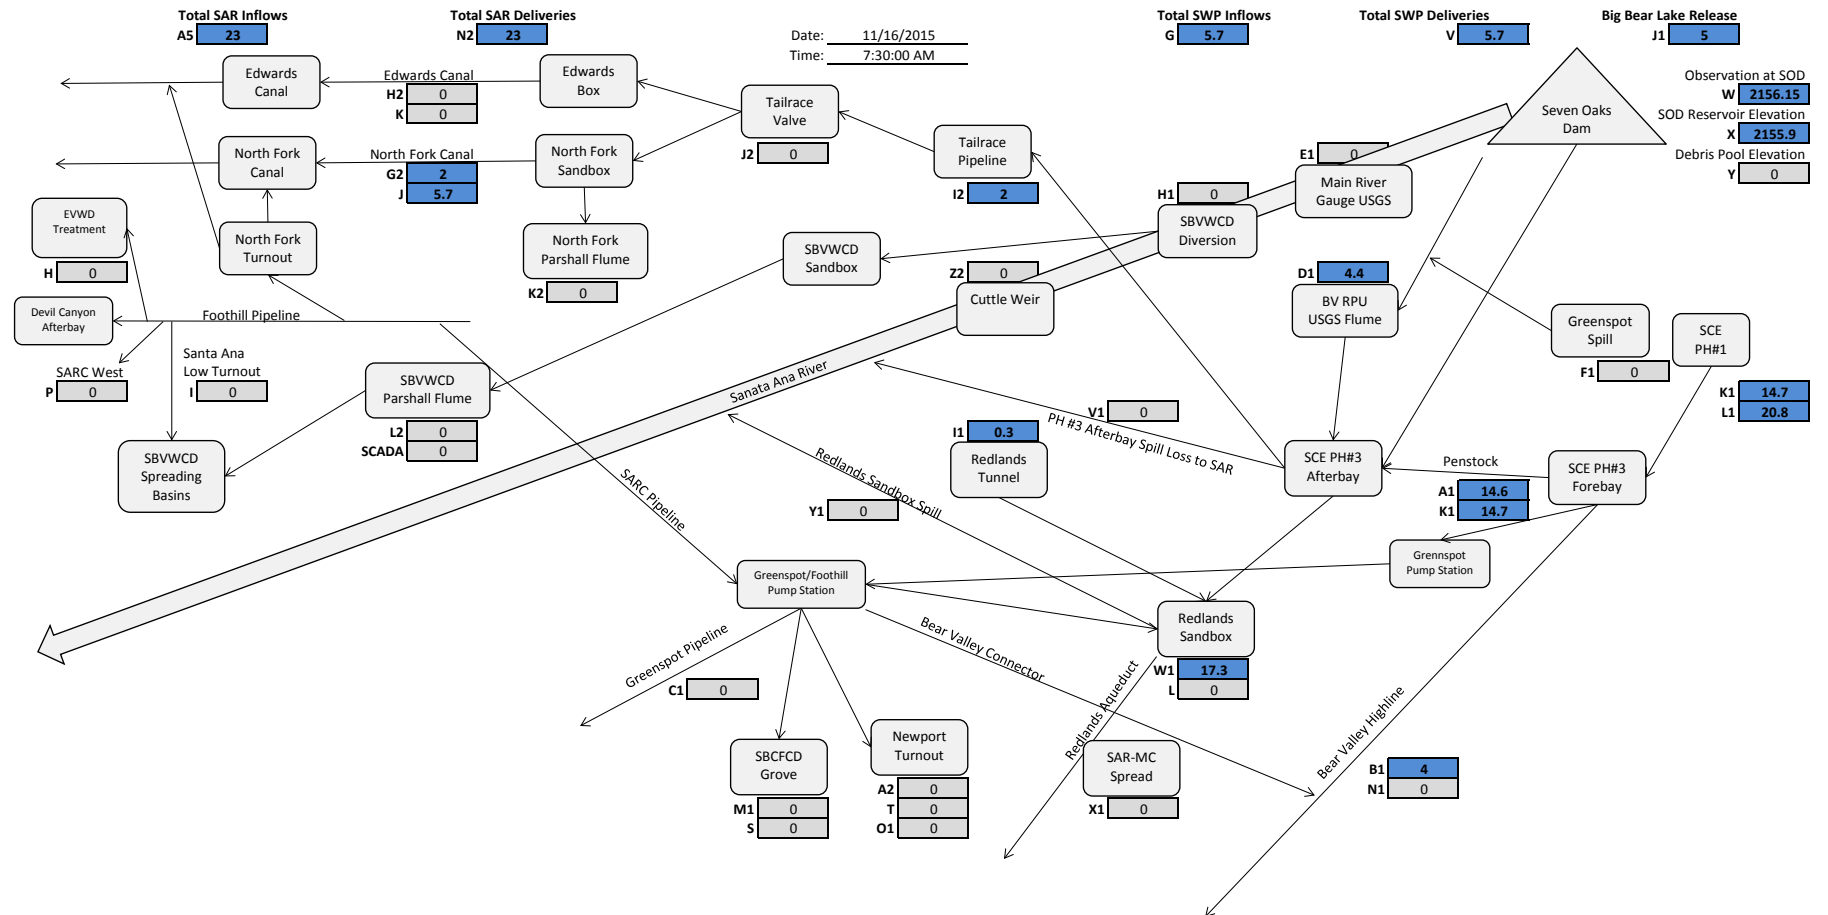 Total SAR Inflows
A5 23
Total SAR Deliveries
N2 23
Date: 11/16/2015
Time: 7:30:00 AM
Total SWP Inflows
G 5.7
Total SWP Deliveries
V 5.7
Big Bear Lake Release
J1 5
Edwards
Canal
Edwards Canal
H2 0
K 0
Edwards
Box
Tailrace
Valve
J2 0
Tailrace
Pipeline
I2 2
Seven Oaks
Dam
Observation at SOD
W 2156.15
SOD Reservoir Elevation
X 2155.9
Debris Pool Elevation
Y 0
North Fork
Canal
North Fork Canal
G2 2
J 5.7
North Fork
Sandbox
E1 0
Main River
Gauge USGS
H1 0
SBVWCD
Diversion
EVWD
Treatment
H 0
North Fork
Turnout
North Fork
Parshall Flume
K2 0
SBVWCD
Sandbox
Z2 0
Cuttle Weir
D1 4.4
BV RPU
USGS Flume
Greenspot
Spill
F1 0
SCE
PH#1
K1 14.7
L1 20.8
Devil Canyon
Afterbay
Foothill Pipeline
SARC West
P 0
Santa Ana
Low Turnout
I 0
SBVWCD
Parshall Flume
L2 0
SCADA 0
SBVWCD
Spreading
Basins
Sanata Ana River
V1 0
PH #3 Afterbay Spill Loss to SAR
I1 0.3
Redlands
Tunnel
Redlands Sandbox Spill
Y1 0
SARC Pipeline
SCE PH#3
Afterbay
Penstock
A1 14.6
K1 14.7
SCE PH#3
Forebay
Grennspot
Pump Station
Greenspot/Foothill
Pump Station
Redlands
Sandbox
W1 17.3
L 0
Greenspot Pipeline
C1 0
Bear Valley Connector
Redlands Aqueduct
Bear Valley Highline
SBCFCD
Grove
M1 0
S 0
Newport
Turnout
A2 0
T 0
O1 0
SAR-MC
Spread
X1 0
B1 4
N1 0